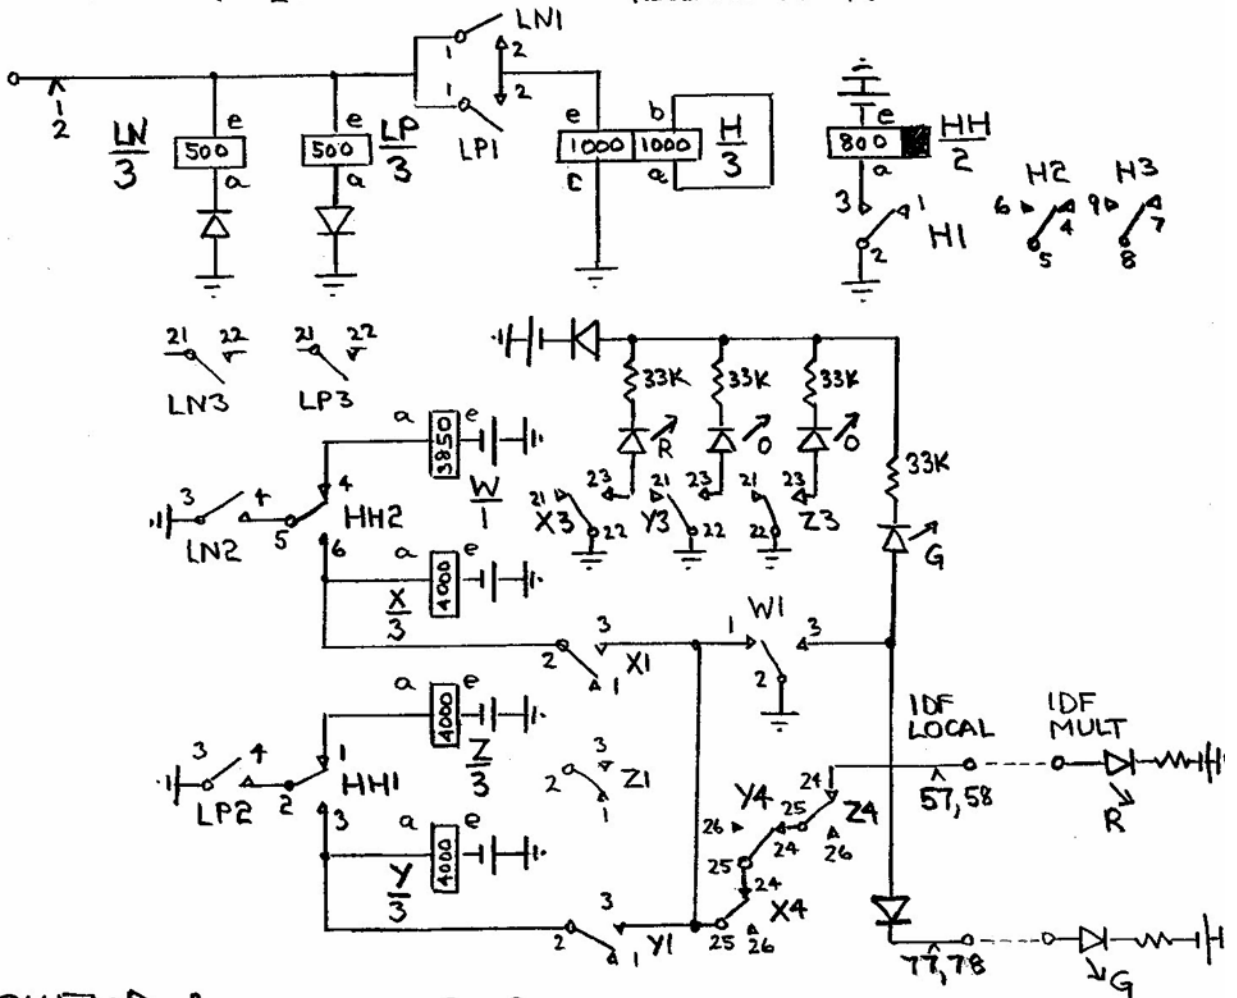 LN1
1 2
1 2
LP1
1
2
LN
3
e
500
a
e
500
a
LP
3
e b
1000 1000
c a
H
3
e
800
a
HH
2
3 1
2
H1
H2 H3
6 4
5
9 7
8
21 22
LN3
21 22
LP3
33K 33K 33K
R O O
21 23
X3 22
21 23
Y3 22
21 23
22 Z3
33K
G
a e
3850
W
1
3 4
LN2
4
5 HH2
6
a e
4000
X
3
2 3
X1
1
W1
1 3
2
a e
4000
Z
3
3 4
LP2
1
2 HH1
3
3
2 Z1
1
a e
4000
Y
3
2 3
1 Y1
IDF
LOCAL
IDF
MULT
57,58
R
24
25 Z4
26
Y4
26 24
25
24
X4
25 26
77,78
G